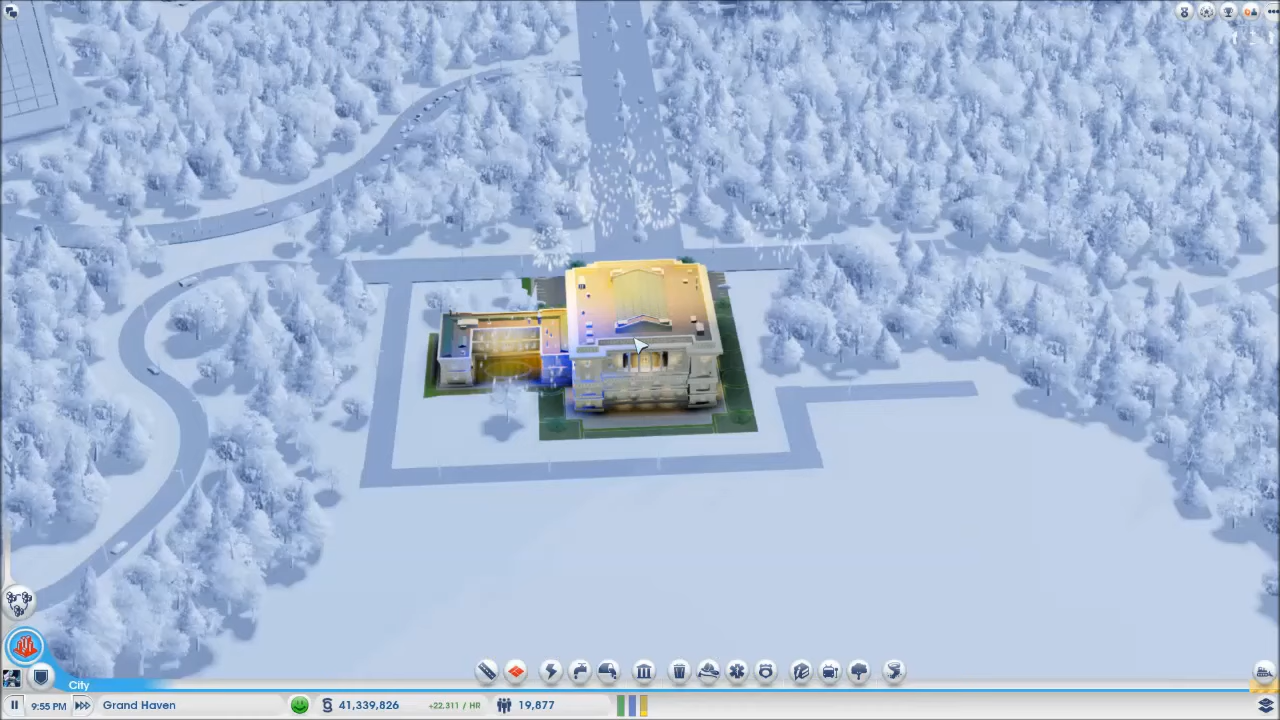 City
9:55 PM
Grand Haven
41,339,826
+22,311 / HR
19,877